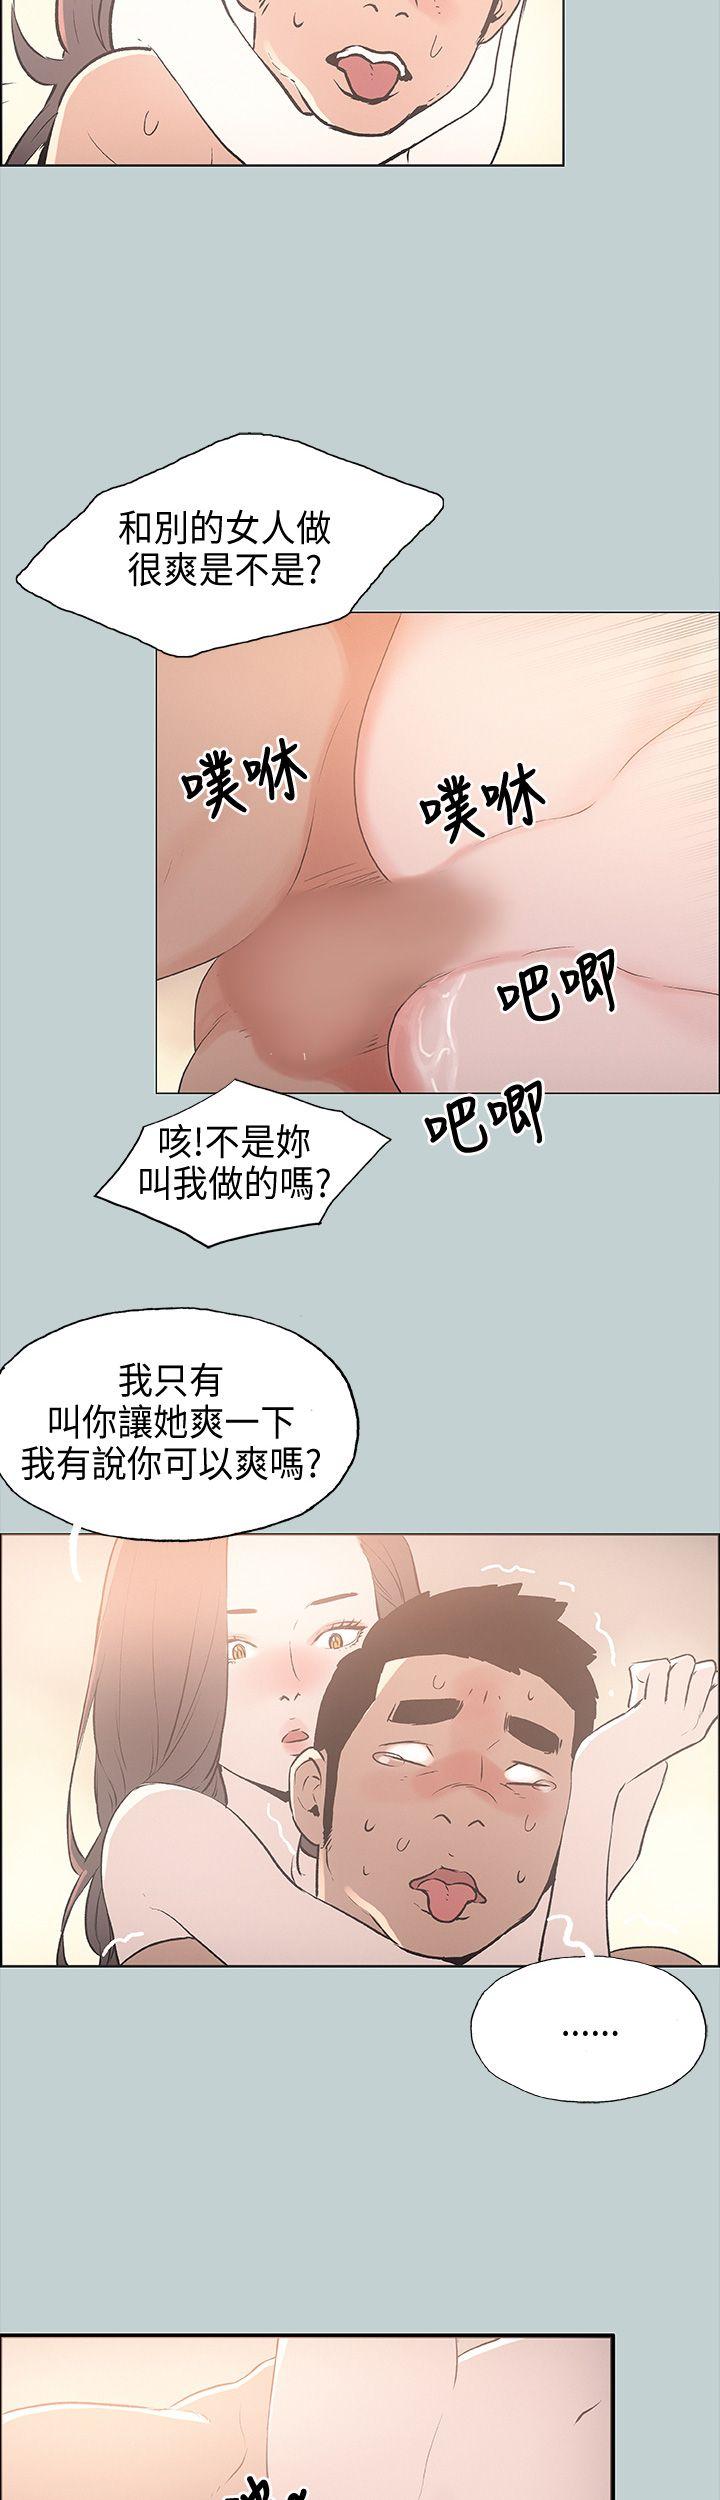 和別的女人做
很爽是不是?
噗咻
噗咻
吧唧
吧唧
咳!不是妳
叫我做的嗎?
我只有
叫你讓她爽一下
我有說你可以爽嗎?
……